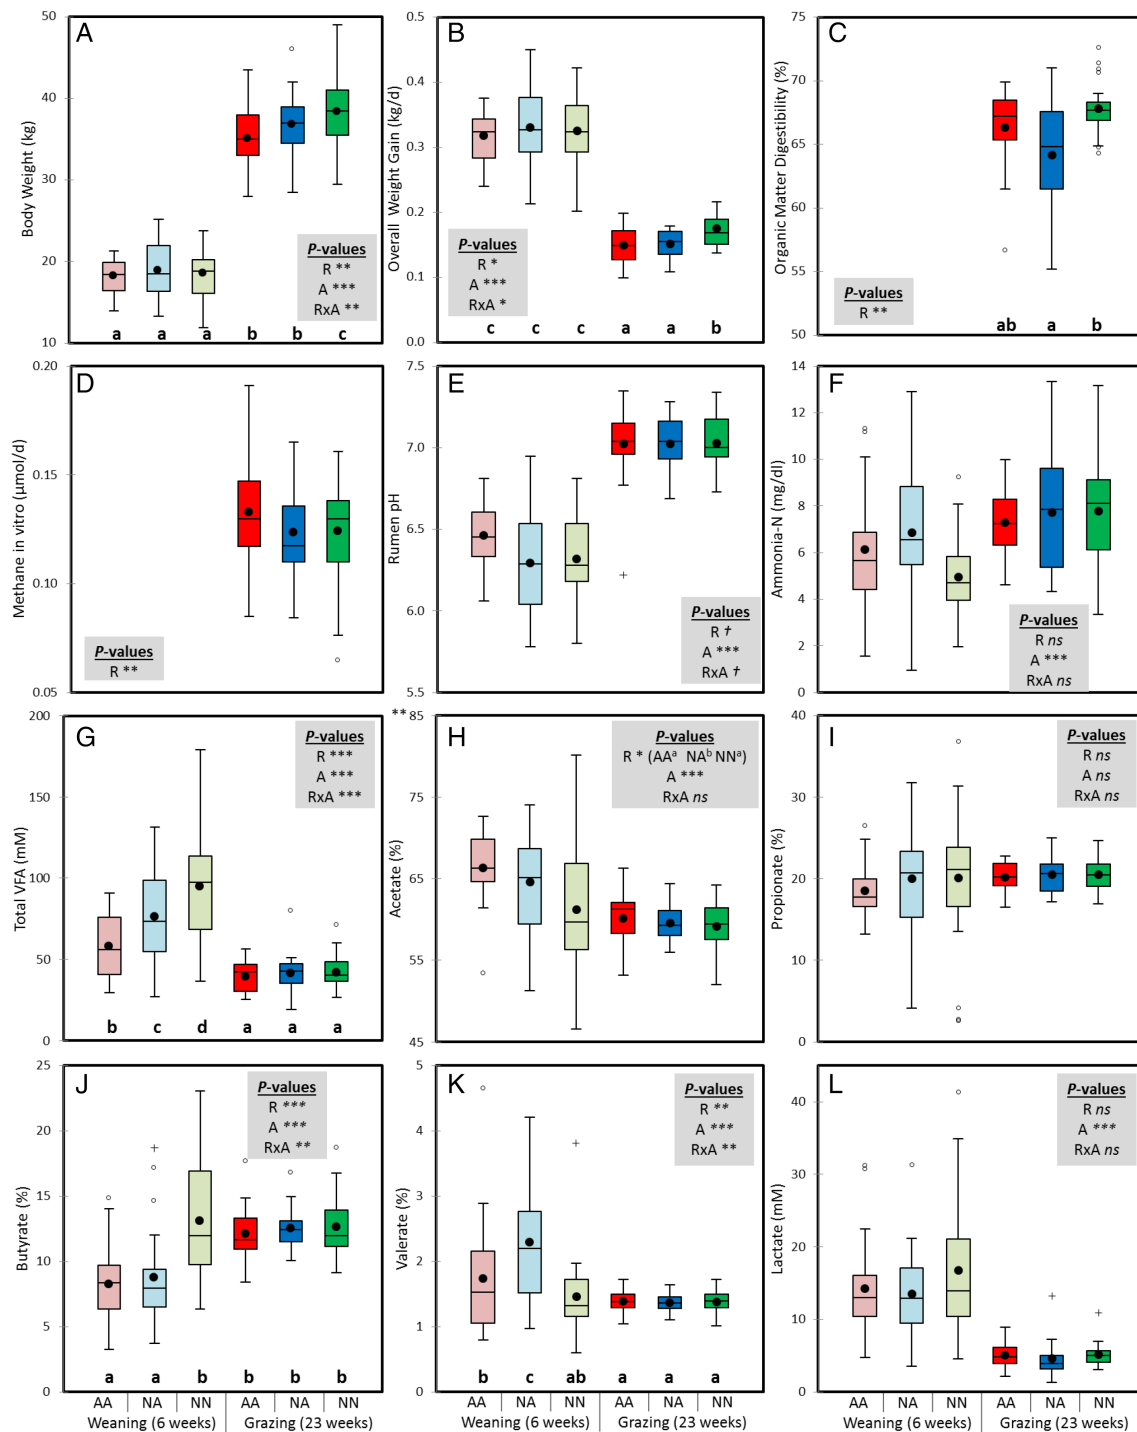 A
Body Weight (kg)
50
40
30
20
10
P-values
R **
A ***
RxA **
a a a b b c
B
Overall Weight Gain (kg/d)
0.5
0.4
0.3
0.2
0.1
0.0
P-values
R *
A ***
RxA *
c c c a a b
C
Organic Matter Digestibility (%)
75
70
65
60
55
50
P-values
R **
ab a b
D
Methane in vitro (µmol/d)
0.20
0.15
0.10
0.05
P-values
R **
E
Rumen pH
7.5
7.0
6.5
6.0
5.5
P-values
R †
A ***
RxA †
F
Ammonia-N (mg/dl)
14
12
10
8
6
4
2
0
P-values
R ns
A ***
RxA ns
G
Total VFA (mM)
200
150
100
50
0
P-values
R ***
A ***
RxA ***
b c d a a a
**
H
Acetate (%)
85
75
65
55
45
P-values
R * (AAᵃ NAᵇ NNᵃ)
A ***
RxA ns
I
Propionate (%)
40
30
20
10
0
P-values
R ns
A ns
RxA ns
J
Butyrate (%)
25
20
15
10
5
0
P-values
R ***
A ***
RxA **
a a b b b b
AA NA NN AA NA NN
Weaning (6 weeks) Grazing (23 weeks)
K
Valerate (%)
5
4
3
2
1
0
P-values
R **
A ***
RxA **
b c ab a a a
AA NA NN AA NA NN
Weaning (6 weeks) Grazing (23 weeks)
L
Lactate (mM)
40
30
20
10
0
P-values
R ns
A ***
RxA ns
AA NA NN AA NA NN
Weaning (6 weeks) Grazing (23 weeks)